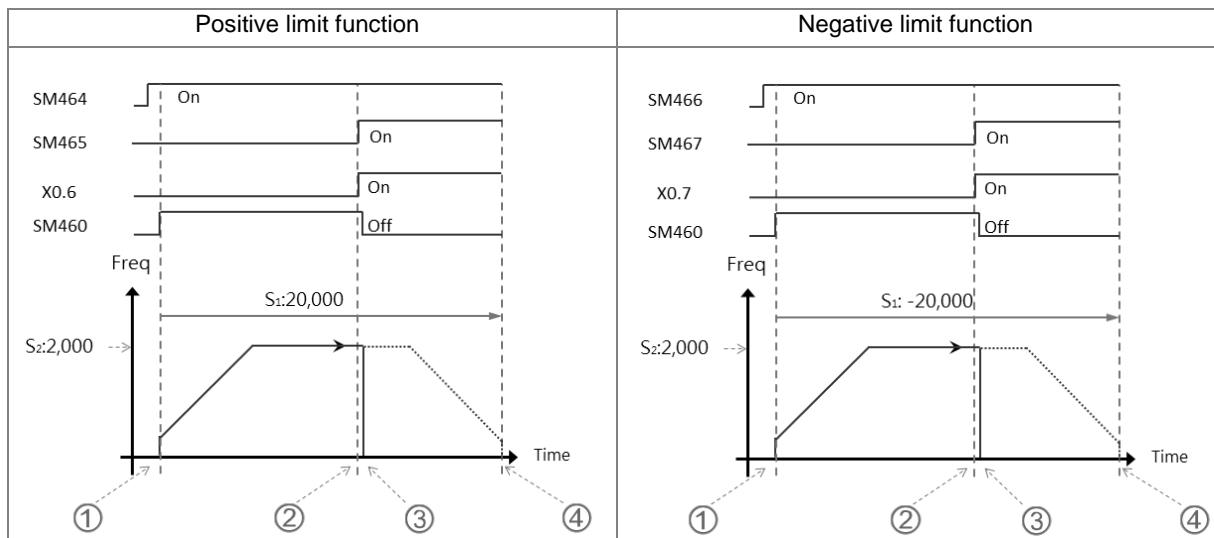 Positive limit function
SM464
On
SM465
On
X0.6
On
SM460
Off
Freq
S1:20,000
S2:2,000
Time
①
②
③
④
Negative limit function
SM466
On
SM467
On
X0.7
On
SM460
Off
Freq
S1: -20,000
S2:2,000
Time
①
②
③
④